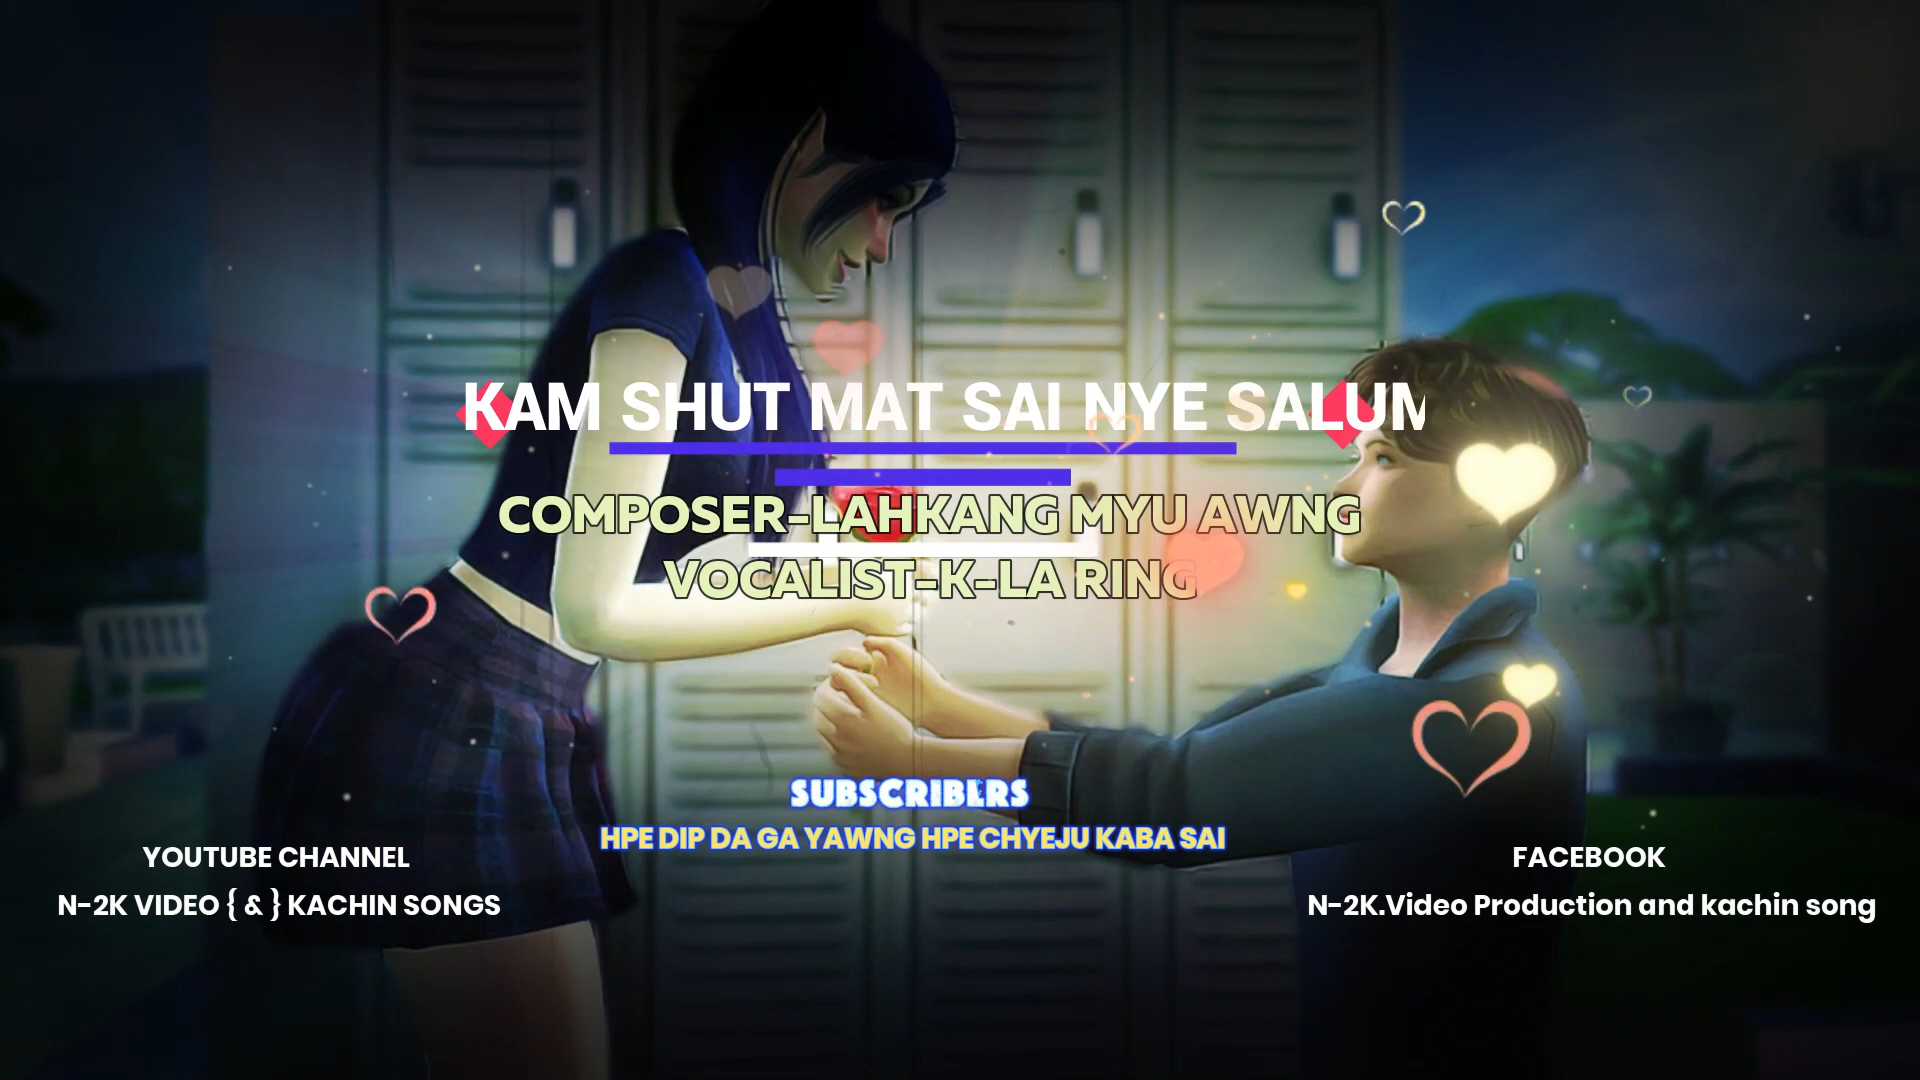 KAM SHUT MAT SAI NYE SALUM
COMPOSER-LAHKANG MYU AWNG
VOCALIST-K-LA RING
SUBSCRIBERS
HPE DIP DA GA YAWNG HPE CHYEJU KABA SAI
YOUTUBE CHANNEL
N-2K VIDEO { & } KACHIN SONGS
FACEBOOK
N-2K.Video Production and kachin song